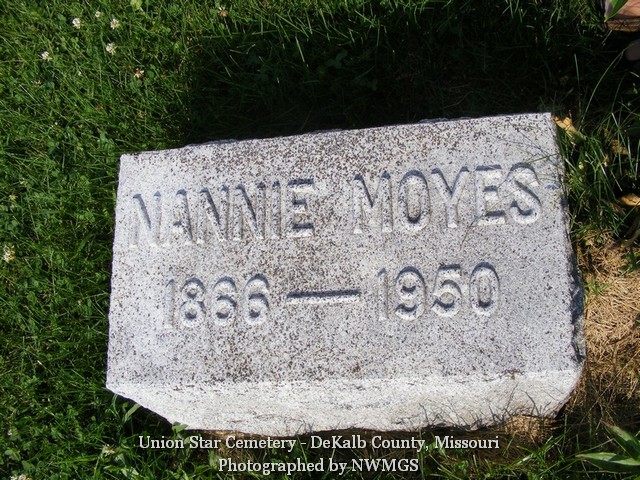 NANNIE MOYES
1866 — 1950
Union Star Cemetery - DeKalb County, Missouri
Photographed by NWMGS